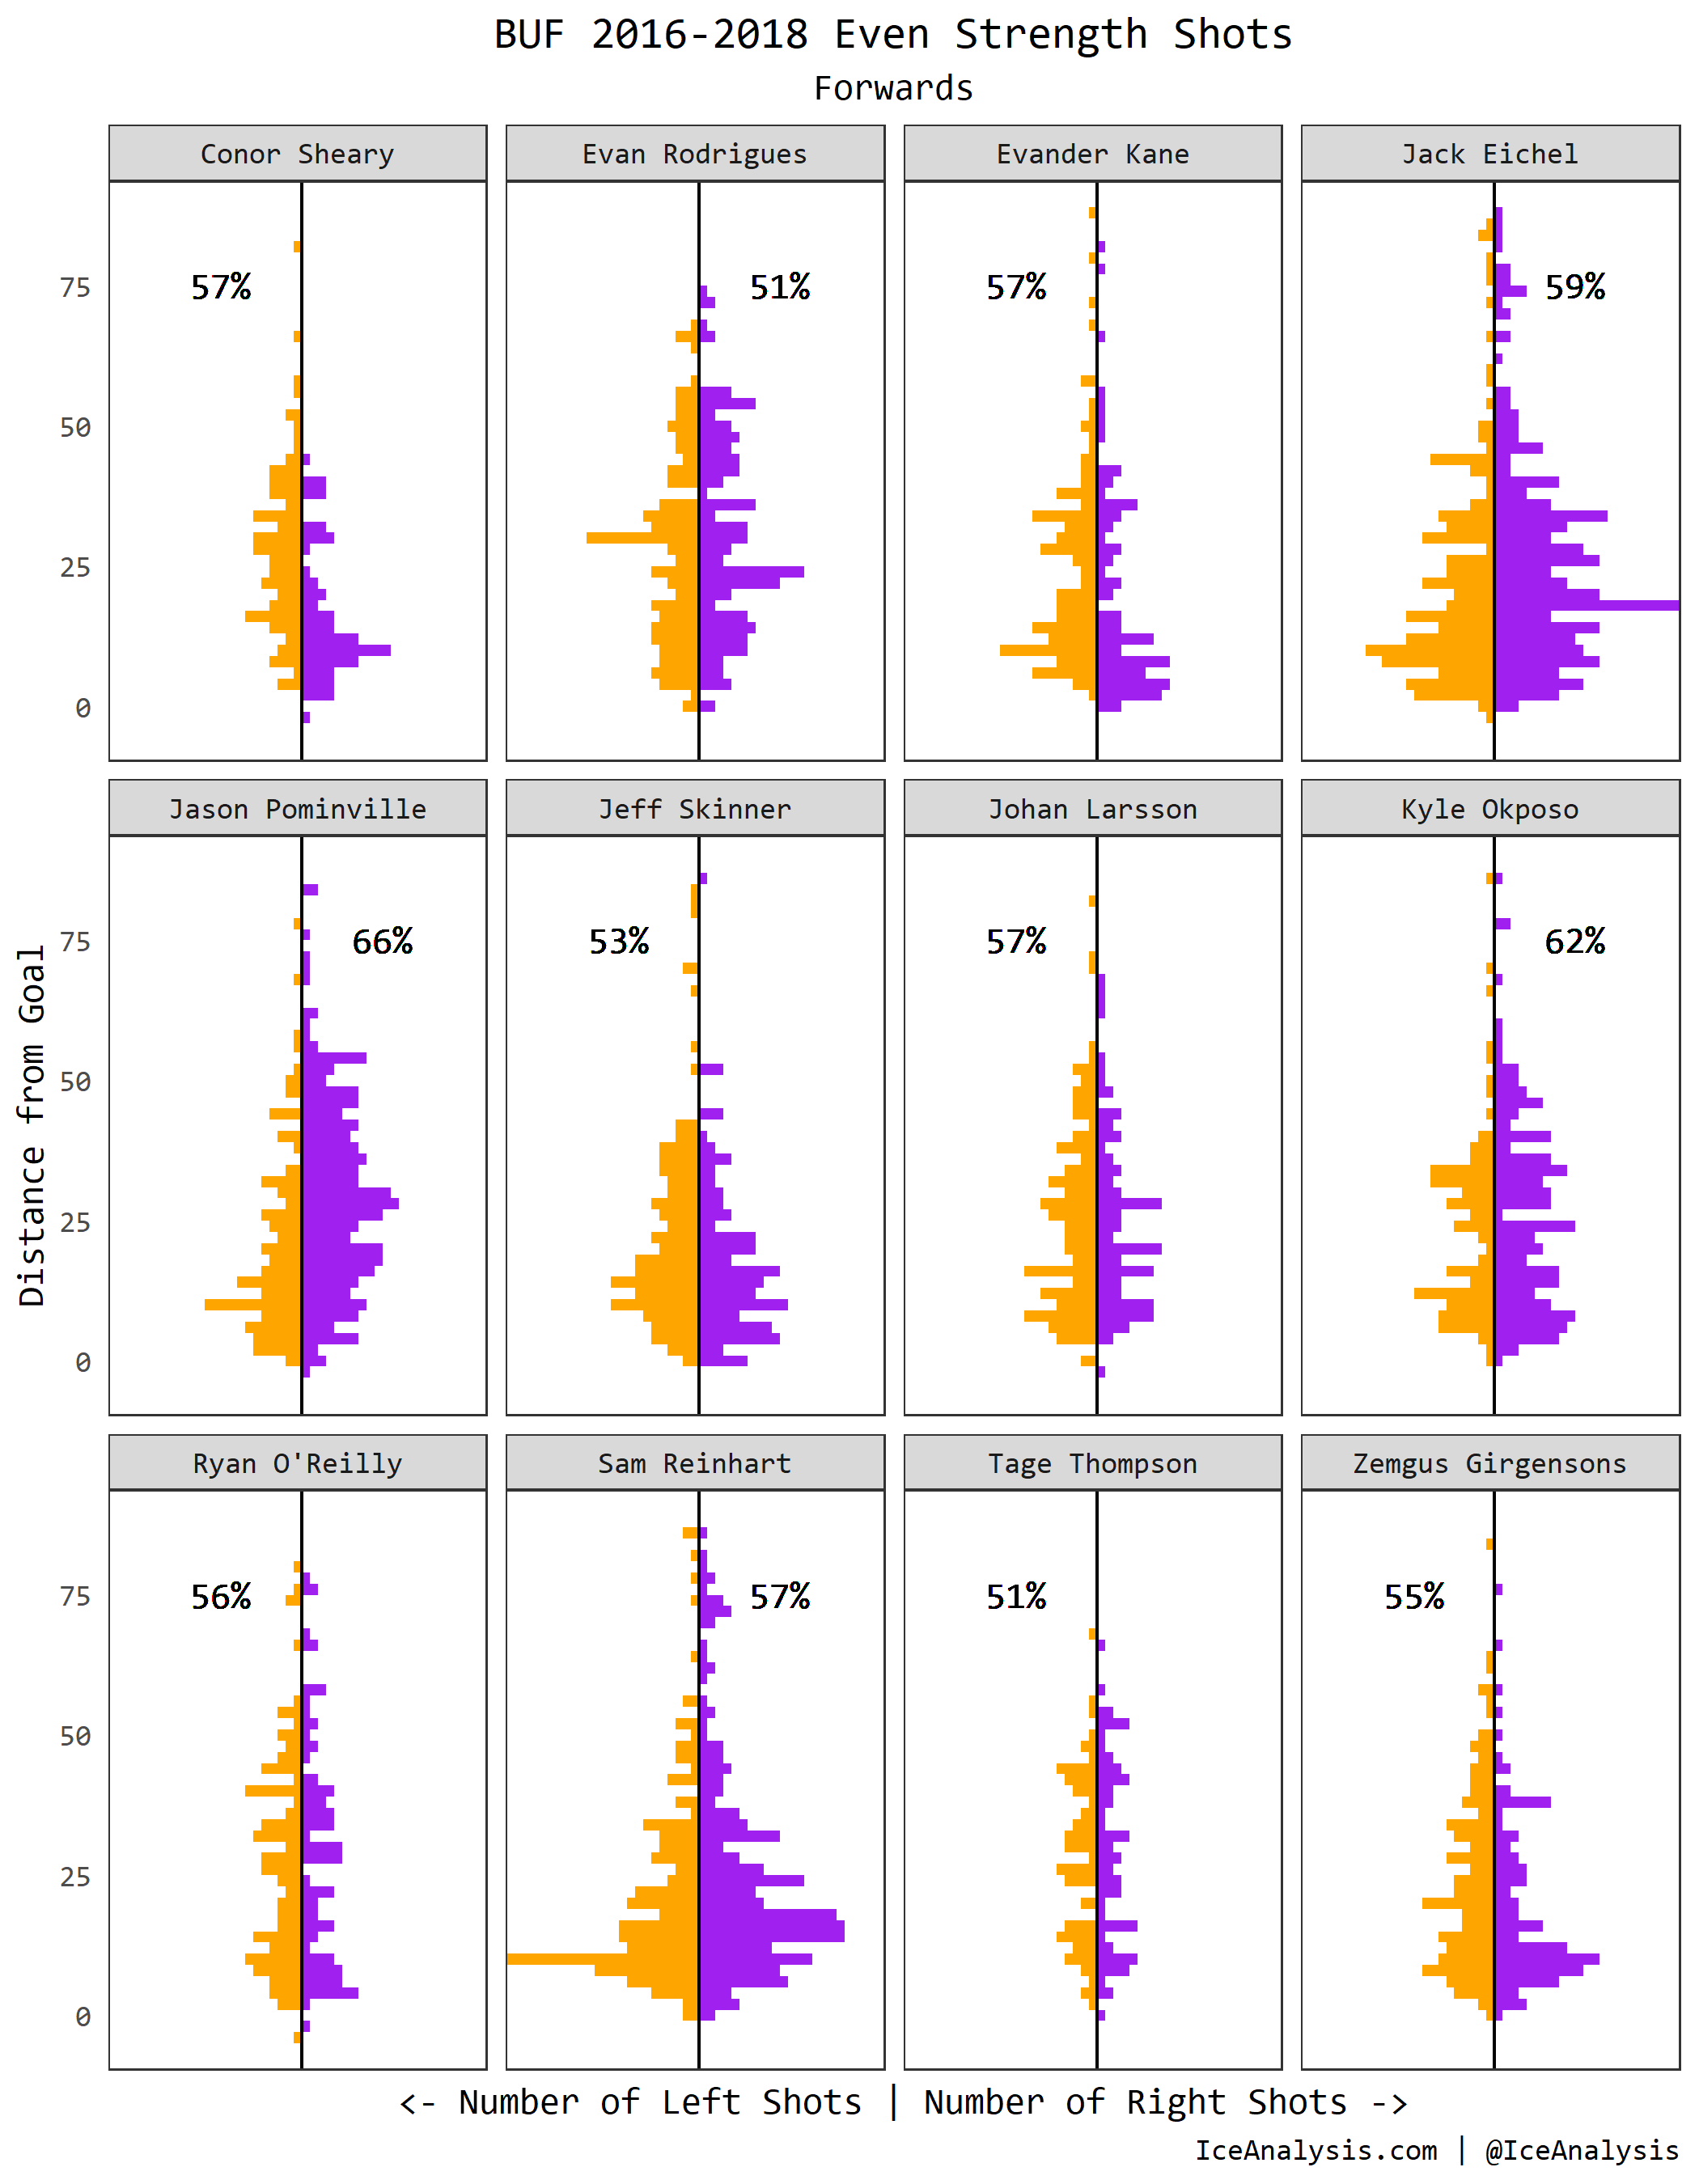 BUF 2016-2018 Even Strength Shots
Forwards
Conor Sheary
Evan Rodrigues
Evander Kane
Jack Eichel
75
50
25
0
57%
51%
57%
59%
Jason Pominville
Jeff Skinner
Johan Larsson
Kyle Okposo
Distance from Goal
75
50
25
0
66%
53%
57%
62%
Ryan O'Reilly
Sam Reinhart
Tage Thompson
Zemgus Girgensons
75
50
25
0
56%
57%
51%
55%
<- Number of Left Shots | Number of Right Shots ->
IceAnalysis.com | @IceAnalysis